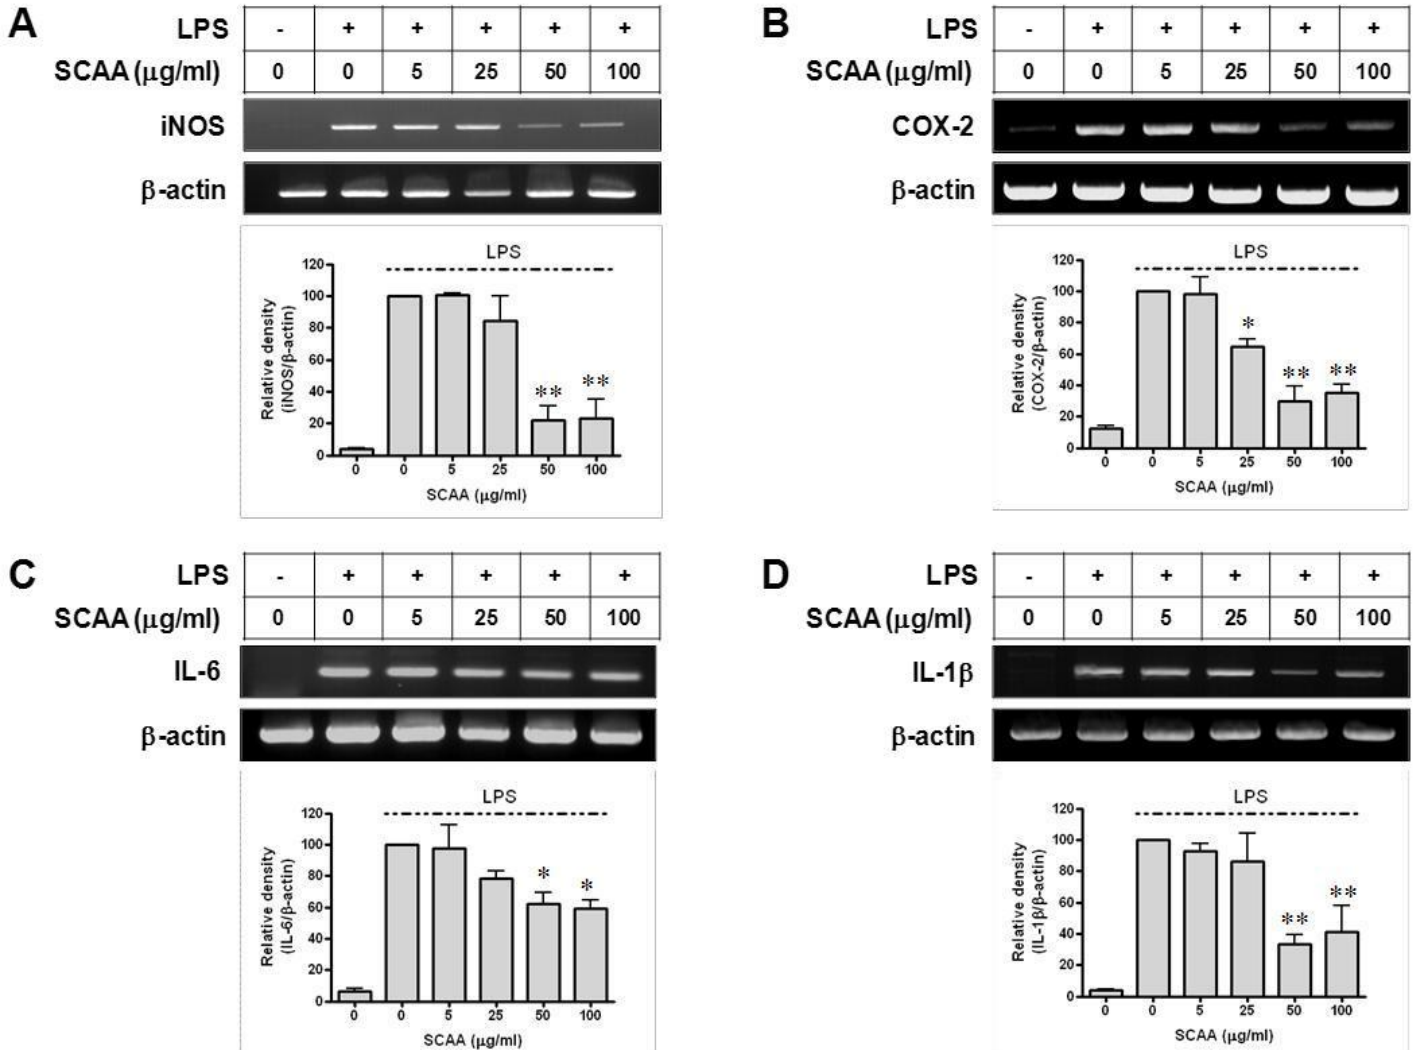 A
LPS - + + + + +
SCAA (μg/ml) 0 0 5 25 50 100
iNOS
β-actin
LPS
Relative density
(iNOS/β-actin)
120
100
80
60
40
20
0
** **
0 0 5 25 50 100
SCAA (μg/ml)
B
LPS - + + + + +
SCAA (μg/ml) 0 0 5 25 50 100
COX-2
β-actin
LPS
Relative density
(COX-2/β-actin)
120
100
80
60
40
20
0
* ** **
0 0 5 25 50 100
SCAA (μg/ml)
C
LPS - + + + + +
SCAA (μg/ml) 0 0 5 25 50 100
IL-6
β-actin
LPS
Relative density
(IL-6/β-actin)
120
100
80
60
40
20
0
* *
0 0 5 25 50 100
SCAA (μg/ml)
D
LPS - + + + + +
SCAA (μg/ml) 0 0 5 25 50 100
IL-1β
β-actin
LPS
Relative density
(IL-1β/β-actin)
120
100
80
60
40
20
0
** **
0 0 5 25 50 100
SCAA (μg/ml)